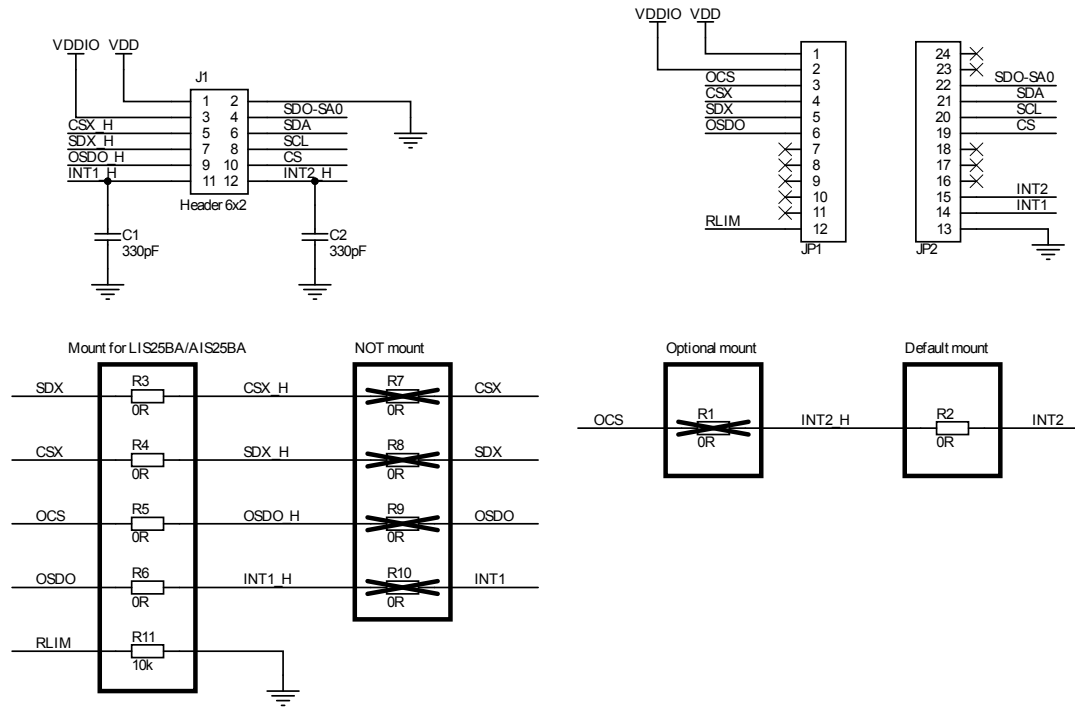 VDDIO VDD
J1
1 2
3 4 SDO-SA0
CSX_H 5 6 SDA
SDX_H 7 8 SCL
OSDO_H 9 10 CS
INT1_H 11 12 INT2_H
Header 6x2
C1
330pF
C2
330pF
VDDIO VDD
1
2
OCS 3
CSX 4
SDX 5
OSDO 6
7
8
9
10
11
RLIM 12
JP1
24
23
22 SDO-SA0
21 SDA
20 SCL
19 CS
18
17
16
15 INT2
14 INT1
13
JP2
Mount for LIS25BA/AIS25BA
NOT mount
SDX R3 CSX_H R7 CSX
0R 0R
CSX R4 SDX_H R8 SDX
0R 0R
OCS R5 OSDO_H R9 OSDO
0R 0R
OSDO R6 INT1_H R10 INT1
0R 0R
RLIM R11
10k
Optional mount
Default mount
OCS R1 INT2_H R2 INT2
0R 0R